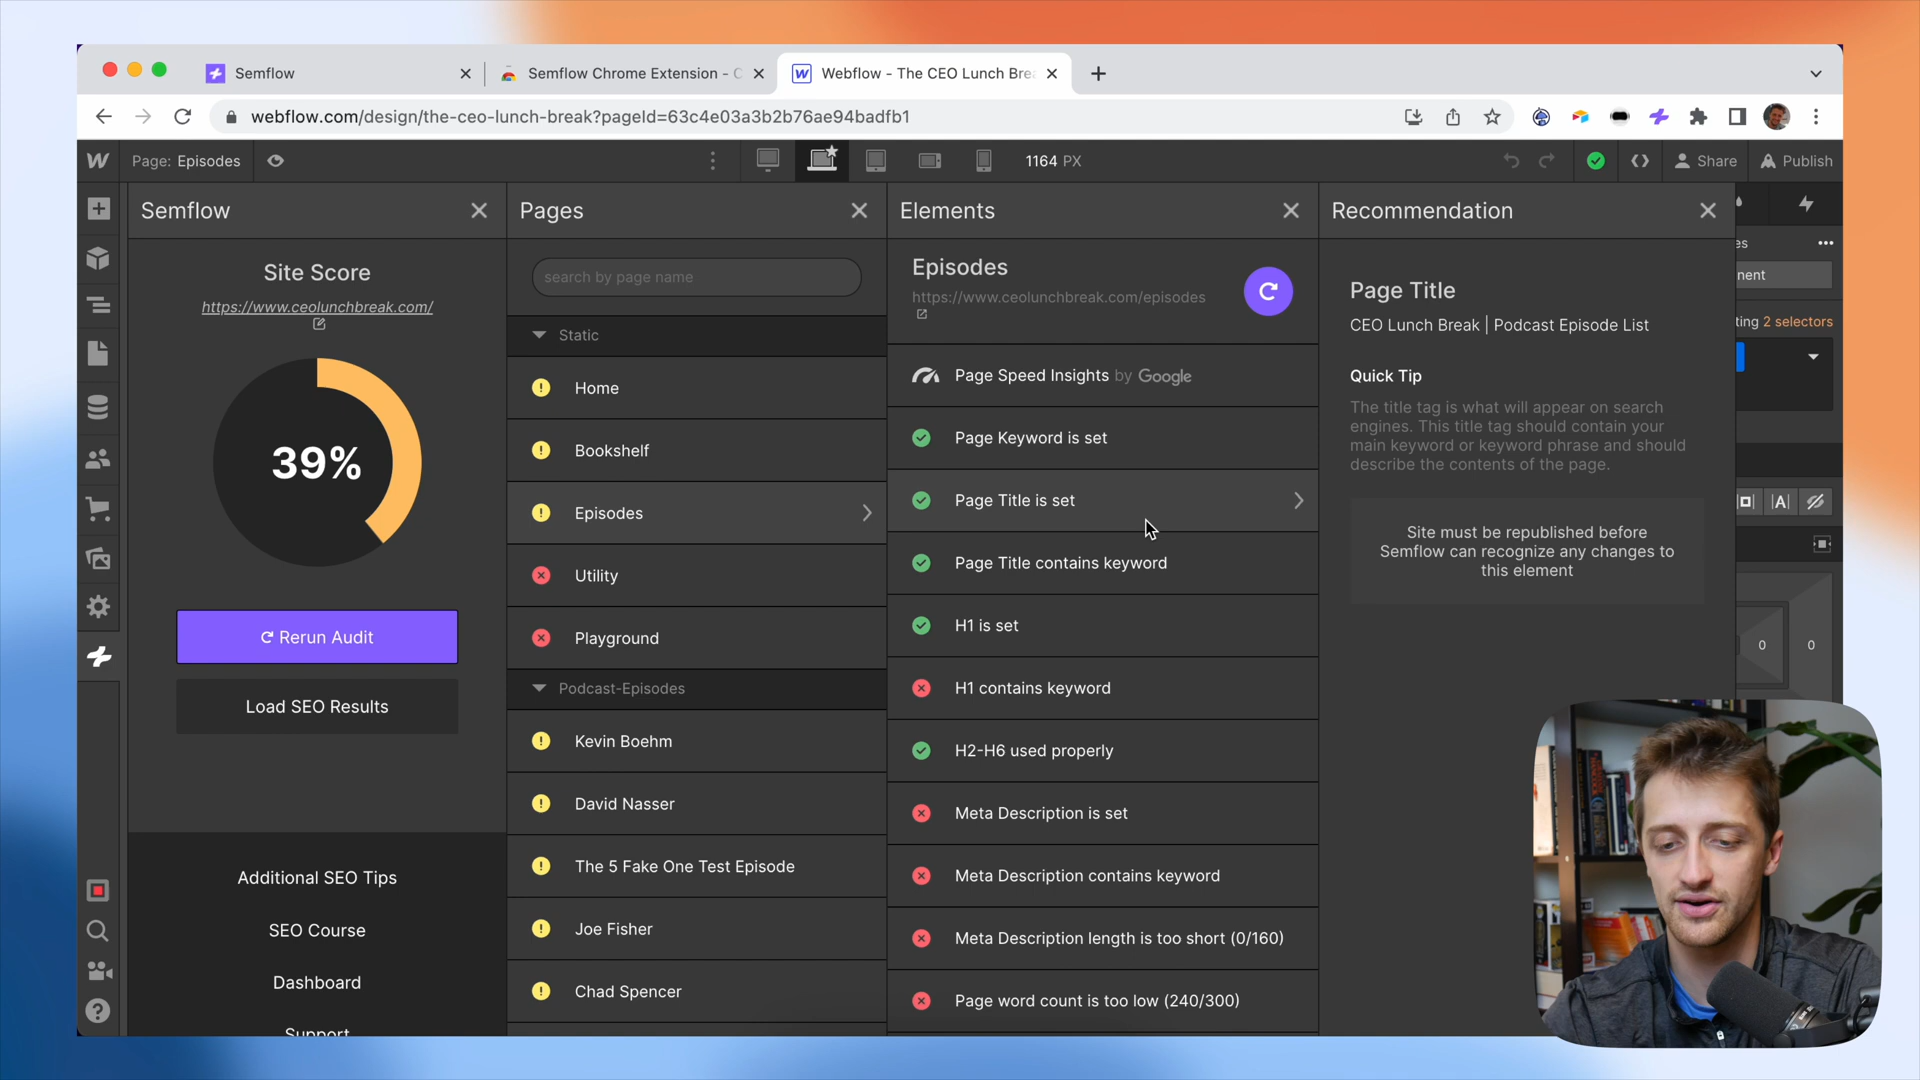 Semflow
Semflow Chrome Extension - C
Webflow - The CEO Lunch Brea
webflow.com/design/the-ceo-lunch-break?pageId=63c4e03a3b2b76ae94badfb1
Page: Episodes
1164 PX
Share
Publish
Semflow
Site Score
https://www.ceolunchbreak.com/
39%
Rerun Audit
Load SEO Results
Additional SEO Tips
SEO Course
Dashboard
Support
Pages
search by page name
Static
Home
Bookshelf
Episodes
Utility
Playground
Podcast-Episodes
Kevin Boehm
David Nasser
The 5 Fake One Test Episode
Joe Fisher
Chad Spencer
Elements
Episodes
https://www.ceolunchbreak.com/episodes
Page Speed Insights by Google
Page Keyword is set
Page Title is set
Page Title contains keyword
H1 is set
H1 contains keyword
H2-H6 used properly
Meta Description is set
Meta Description contains keyword
Meta Description length is too short (0/160)
Page word count is too low (240/300)
Recommendation
Page Title
CEO Lunch Break | Podcast Episode List
Quick Tip
The title tag is what will appear on search
engines. This title tag should contain your
main keyword or keyword phrase and should
describe the contents of the page.
Site must be republished before
Semflow can recognize any changes to
this element
es
nent
ting 2 selectors
0
0